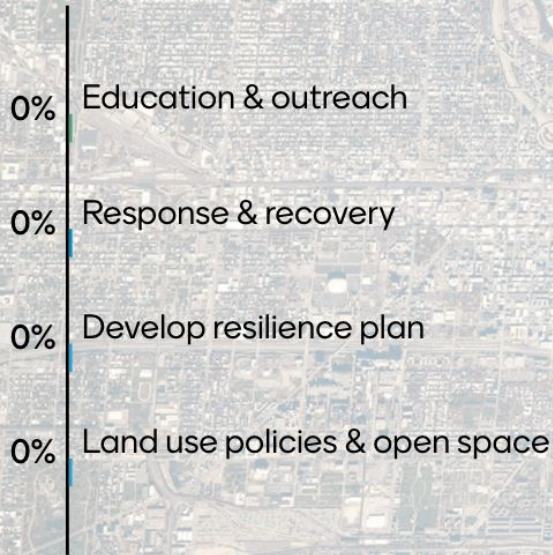 0% Education & outreach
0% Response & recovery
0% Develop resilience plan
0% Land use policies & open space